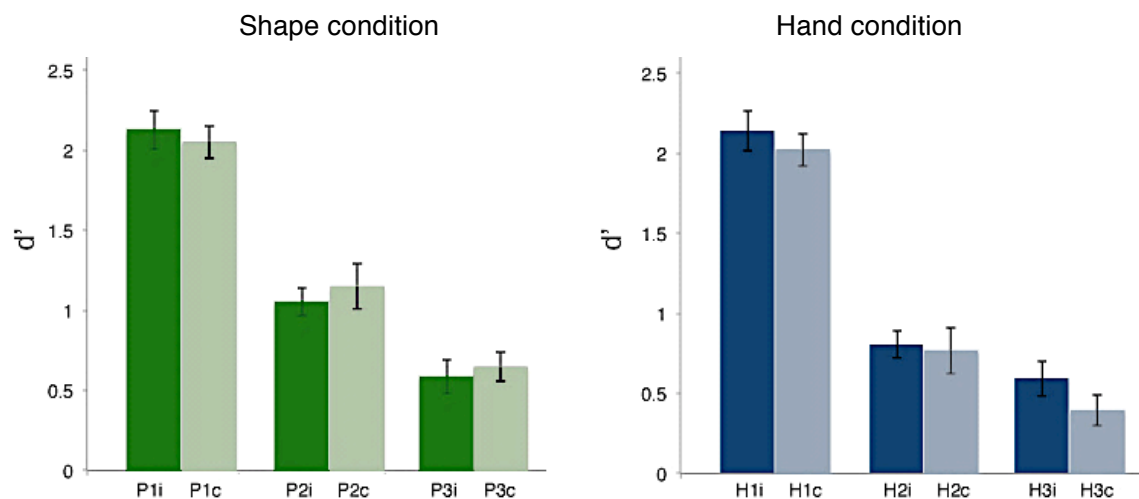 Shape condition
2.5
2
1.5
1
0.5
0
d'
P1i P1c P2i P2c P3i P3c
Hand condition
2.5
2
1.5
1
0.5
0
d'
H1i H1c H2i H2c H3i H3c